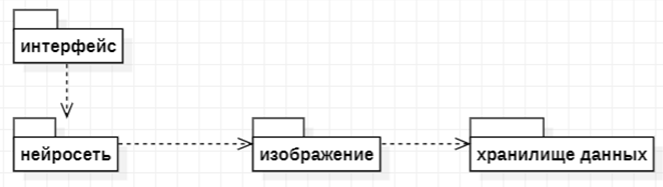 интерфейс
нейросеть
изображение
хранилище данных